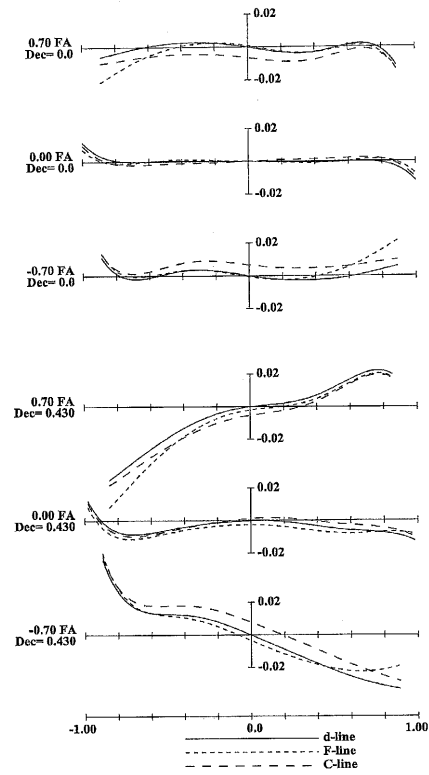 0.02
0.70 FA
Dec= 0.0
-0.02
0.02
0.00 FA
Dec= 0.0
-0.02
0.02
-0.70 FA
Dec= 0.0
-0.02
0.02
0.70 FA
Dec= 0.430
-0.02
0.02
0.00 FA
Dec= 0.430
-0.02
0.02
-0.70 FA
Dec= 0.430
-0.02
-1.00 0.0 1.00
d-line
F-line
C-line